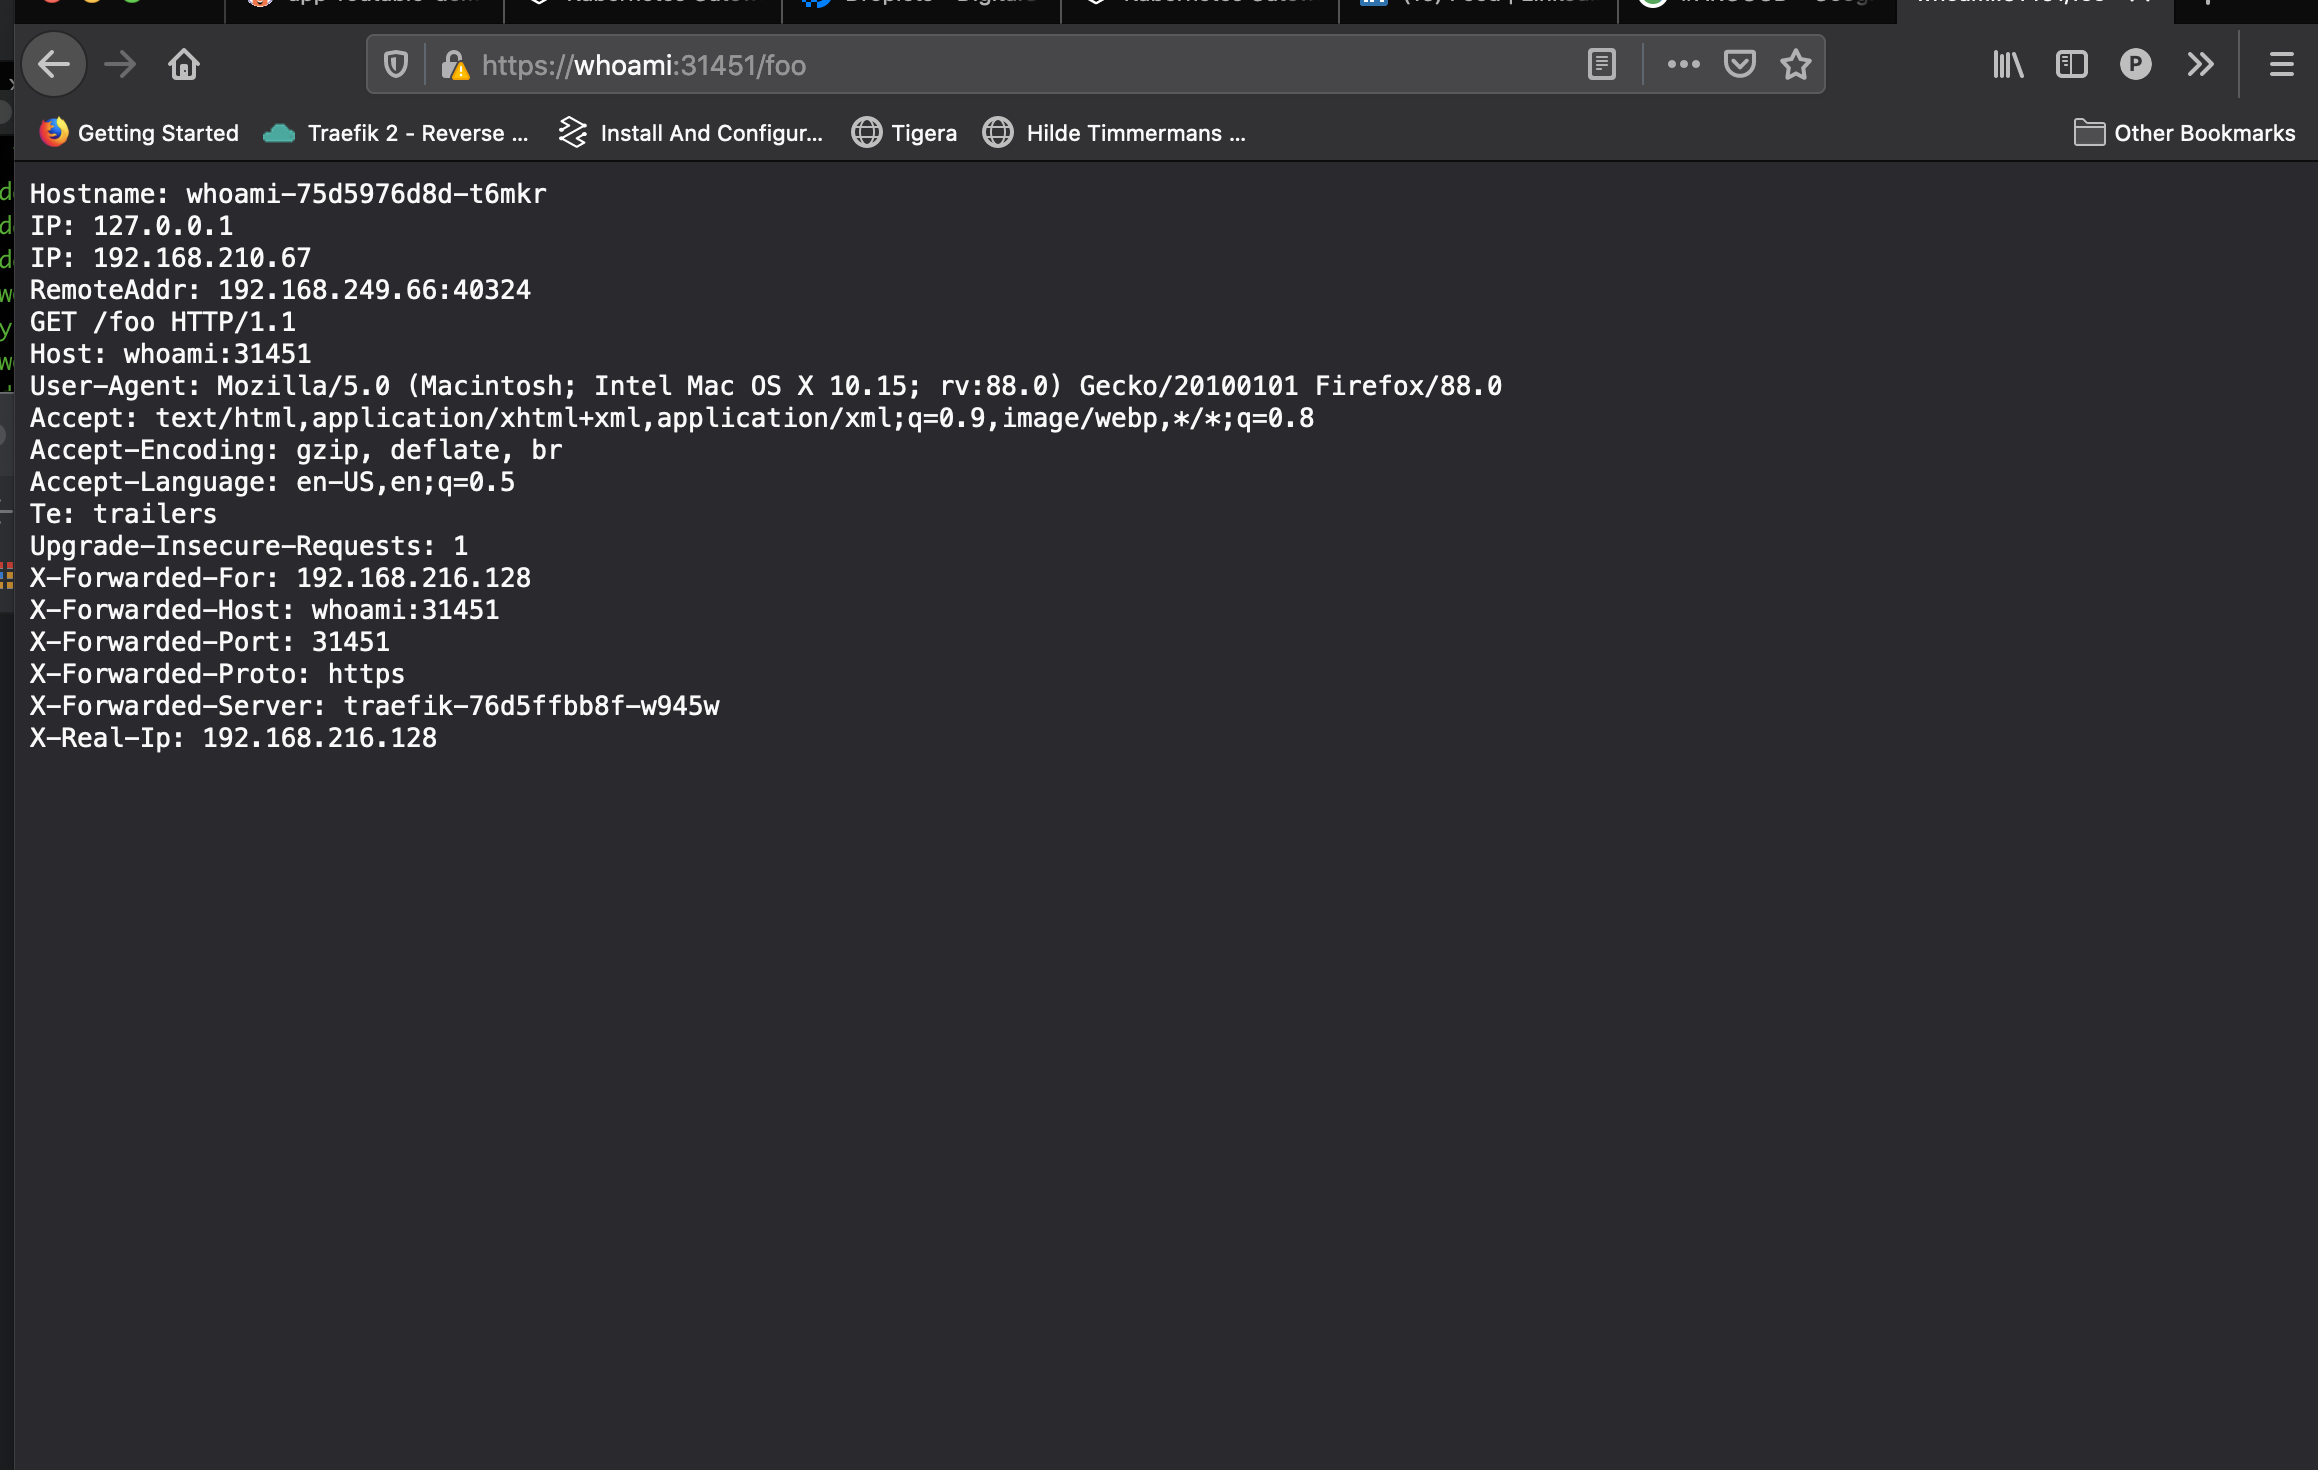 https://whoami:31451/foo
Getting Started Traefik 2 - Reverse ... Install And Configur... Tigera Hilde Timmermans ... Other Bookmarks
Hostname: whoami-75d5976d8d-t6mkr
IP: 127.0.0.1
IP: 192.168.210.67
RemoteAddr: 192.168.249.66:40324
GET /foo HTTP/1.1
Host: whoami:31451
User-Agent: Mozilla/5.0 (Macintosh; Intel Mac OS X 10.15; rv:88.0) Gecko/20100101 Firefox/88.0
Accept: text/html,application/xhtml+xml,application/xml;q=0.9,image/webp,*/*;q=0.8
Accept-Encoding: gzip, deflate, br
Accept-Language: en-US,en;q=0.5
Te: trailers
Upgrade-Insecure-Requests: 1
X-Forwarded-For: 192.168.216.128
X-Forwarded-Host: whoami:31451
X-Forwarded-Port: 31451
X-Forwarded-Proto: https
X-Forwarded-Server: traefik-76d5ffbb8f-w945w
X-Real-Ip: 192.168.216.128